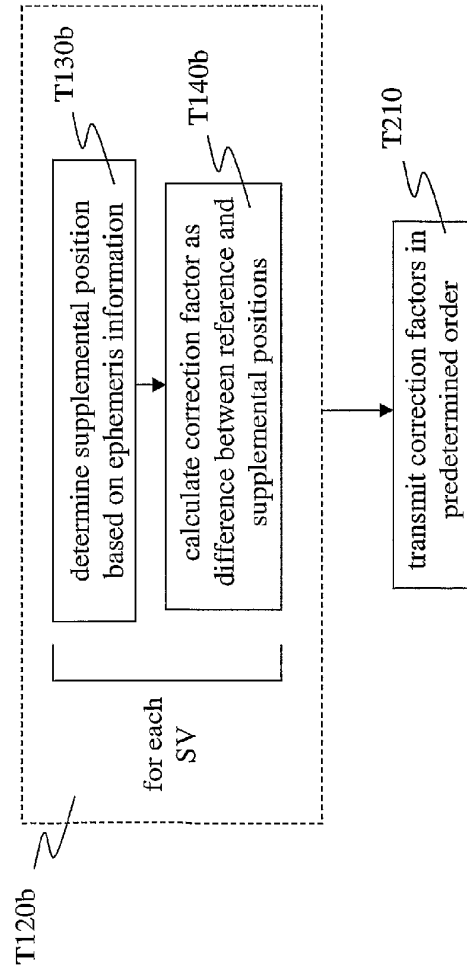 T120b
for each
SV
determine supplemental position
based on ephemeris information
T130b
calculate correction factor as
difference between reference and
supplemental positions
T140b
transmit correction factors in
predetermined order
T210